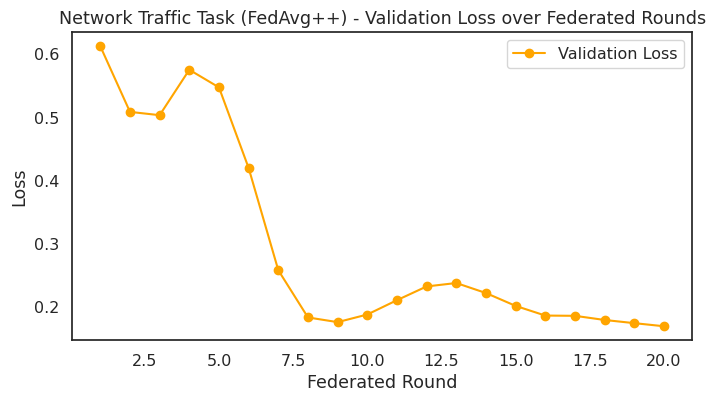 Network Traffic Task (FedAvg++) - Validation Loss over Federated Rounds
Validation Loss
0.6
0.5
0.4
0.3
0.2
Loss
2.5 5.0 7.5 10.0 12.5 15.0 17.5 20.0
Federated Round